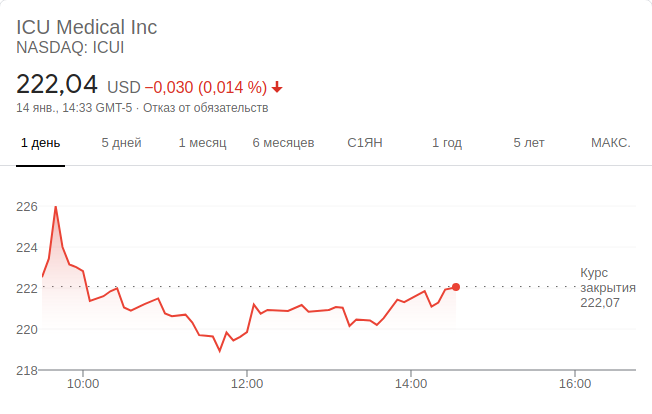 ICU Medical Inc
NASDAQ: ICUI
222,04 USD −0,030 (0,014 %)
14 янв., 14:33 GMT-5 · Отказ от обязательств
1 день 5 дней 1 месяц 6 месяцев С1ЯН 1 год 5 лет МАКС.
226
224
222
220
218
Курс
закрытия
222,07
10:00 12:00 14:00 16:00